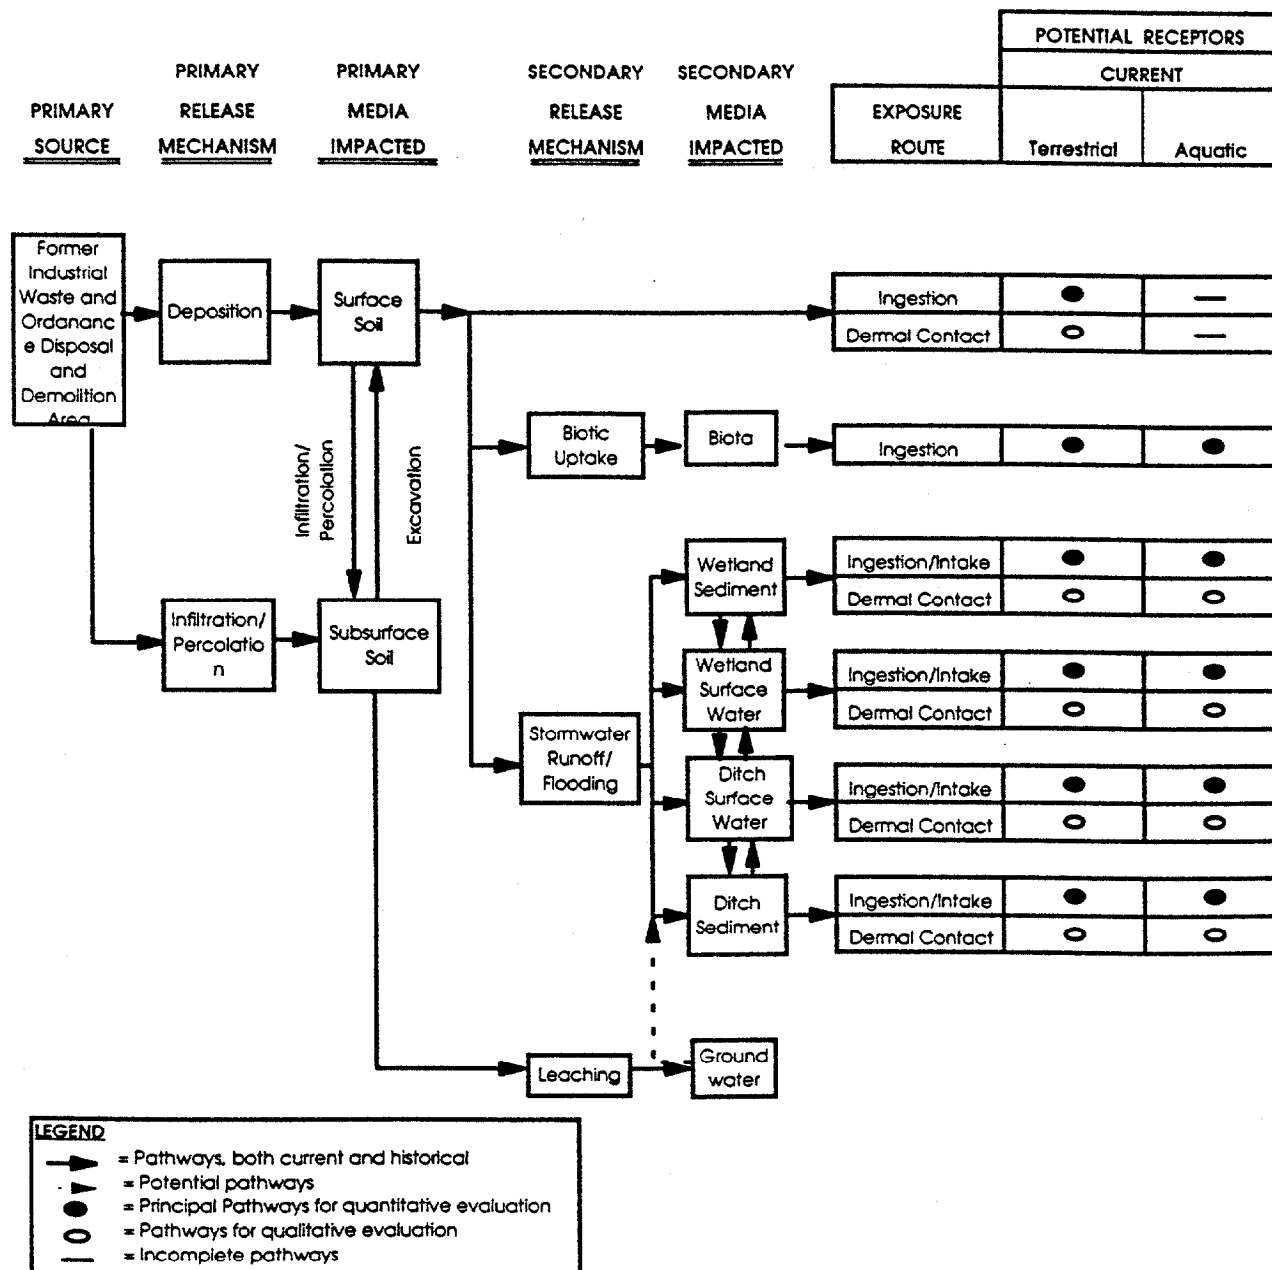 POTENTIAL RECEPTORS
CURRENT
PRIMARY
SOURCE
PRIMARY
RELEASE
MECHANISM
PRIMARY
MEDIA
IMPACTED
SECONDARY
RELEASE
MECHANISM
SECONDARY
MEDIA
IMPACTED
EXPOSURE
ROUTE
Terrestrial
Aquatic
Former
Industrial
Waste and
Ordananc
e Disposal
and
Demolition
Area
Deposition
Surface
Soil
Ingestion
Dermal Contact
Infiltration/
Percolation
Excavation
Biotic
Uptake
Biota
Ingestion
Infiltration/
Percolatio
n
Subsurface
Soil
Stormwater
Runoff/
Flooding
Wetland
Sediment
Ingestion/Intake
Dermal Contact
Wetland
Surface
Water
Ingestion/Intake
Dermal Contact
Ditch
Surface
Water
Ingestion/Intake
Dermal Contact
Ditch
Sediment
Ingestion/Intake
Dermal Contact
Leaching
Ground
water
LEGEND
= Pathways, both current and historical
= Potential pathways
= Principal Pathways for quantitative evaluation
= Pathways for qualitative evaluation
= Incomplete pathways